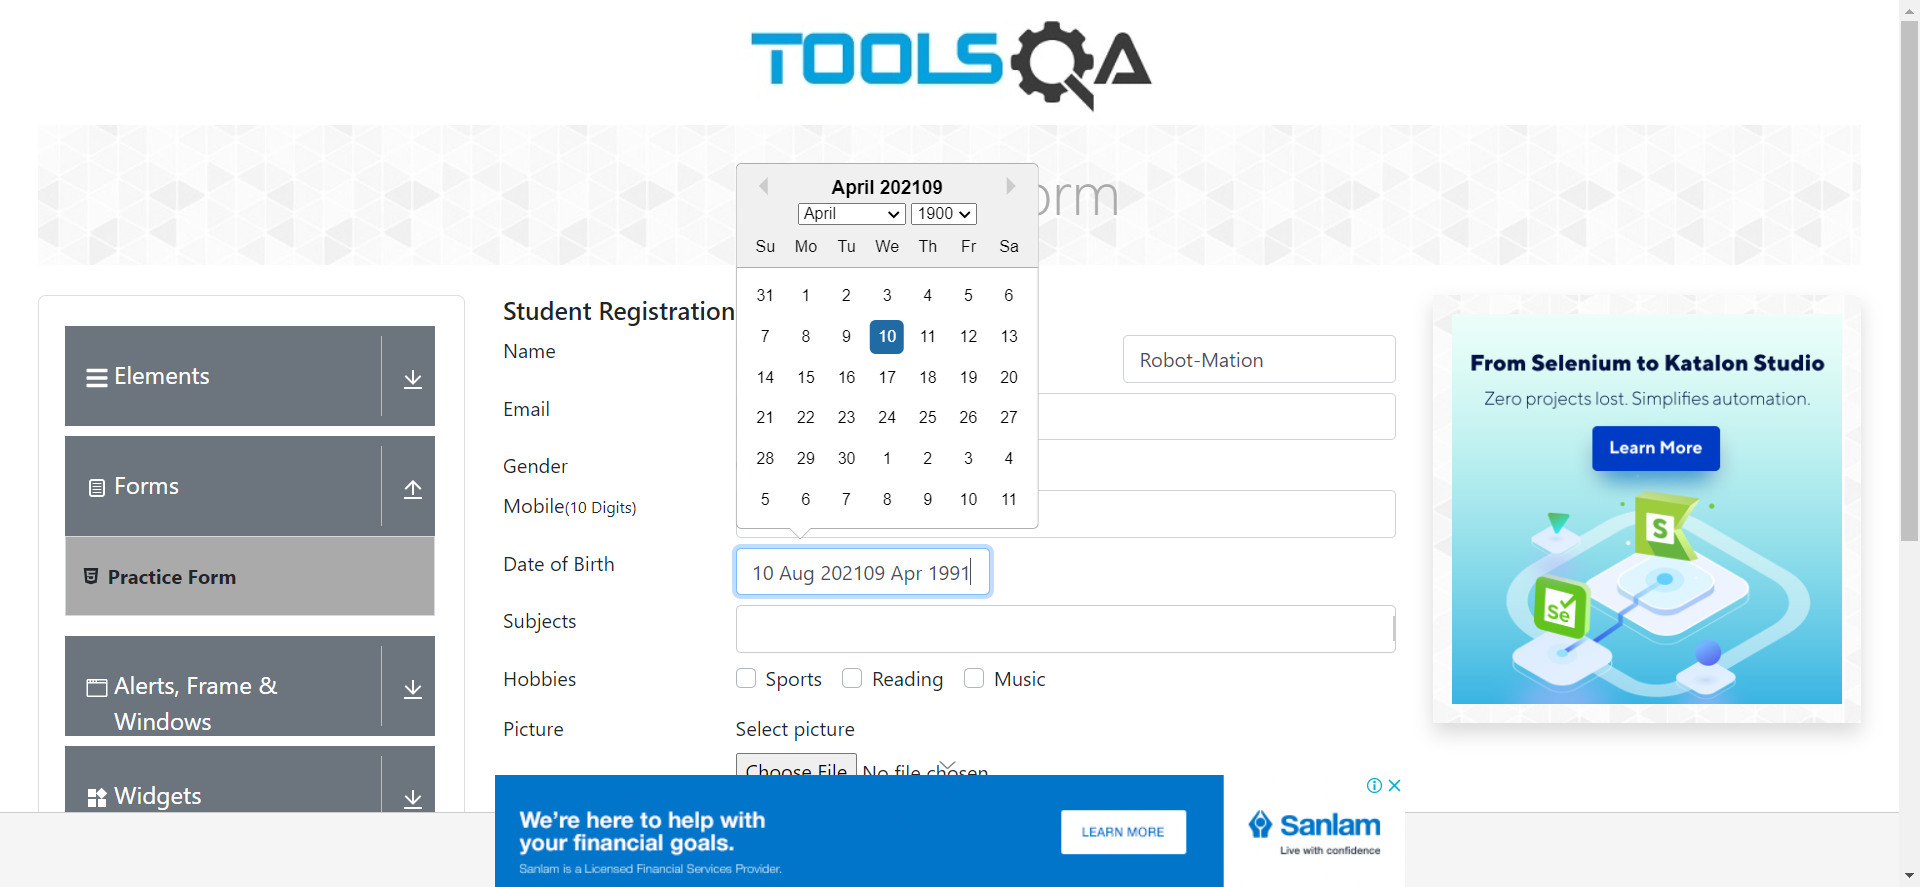 TOOLSQA
orm
April 202109
April 1900
Su Mo Tu We Th Fr Sa
31 1 2 3 4 5 6
7 8 9 10 11 12 13
14 15 16 17 18 19 20
21 22 23 24 25 26 27
28 29 30 1 2 3 4
5 6 7 8 9 10 11
Elements
Forms
Practice Form
Alerts, Frame &
Windows
Widgets
Student Registration
Name
Robot-Mation
Email
Gender
Mobile(10 Digits)
Date of Birth
10 Aug 202109 Apr 1991
Subjects
Hobbies
Sports Reading Music
Picture
Select picture
Choose File No file chosen
From Selenium to Katalon Studio
Zero projects lost. Simplifies automation.
Learn More
S
Se
We're here to help with
your financial goals.
Sanlam is a Licensed Financial Services Provider.
LEARN MORE
Sanlam
Live with confidence